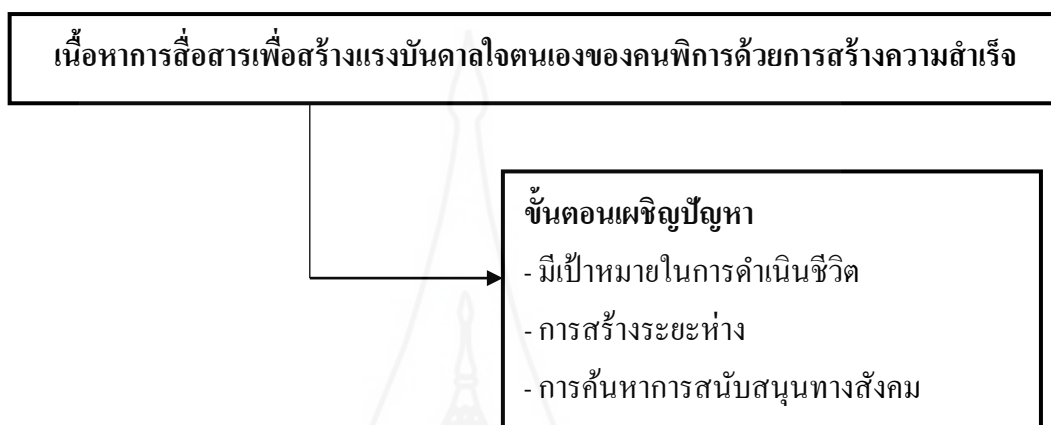 เนื้อหาการสื่อสารเพื่อสร้างแรงบันดาลใจตนเองของคนพิการด้วยการสร้างความสำเร็จ
ขั้นตอนเผชิญปัญหา
- มีเป้าหมายในการดำเนินชีวิต
- การสร้างระยะห่าง
- การค้นหาการสนับสนุนทางสังคม